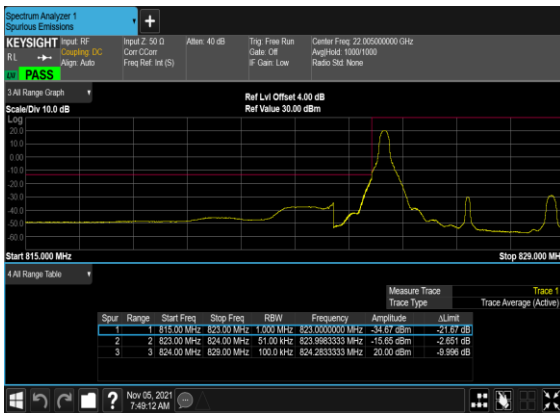 Spectrum Analyzer 1
Spurious Emissions
KEYSIGHT Input: RF Input Z: 50 Ω Atten: 40 dB Trig: Free Run Center Freq: 22.005000000 GHz
Coupling: DC Corr CCorr Gate: Off Avg|Hold: 1000/1000
RL Align: Auto Freq Ref: Int (S) IF Gain: Low Radio Std: None
PASS
3 All Range Graph
Ref Lvl Offset 4.00 dB
Scale/Div 10.0 dB Ref Value 30.00 dBm
Log
20.0
10.0
0.00
-10.0
-20.0
-30.0
-40.0
-50.0
-60.0
Start 815.000 MHz Stop 829.000 MH
4 All Range Table
Measure Trace Trace 1
Trace Type Trace Average (Active)
Spur Range Start Freq Stop Freq RBW Frequency Amplitude ΔLimit
1 1 815.00 MHz 823.00 MHz 1.000 MHz 823.0000000 MHz -34.67 dBm -21.67 dB
2 2 823.00 MHz 824.00 MHz 51.00 kHz 823.9983333 MHz -15.65 dBm -2.651 dB
3 3 824.00 MHz 829.00 MHz 100.0 kHz 824.2833333 MHz 20.00 dBm -9.996 dB
?
Nov 05, 2021
7:49:12 AM